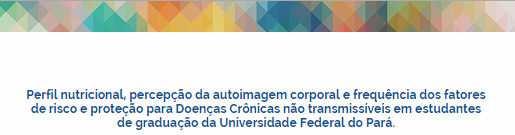 Perfil nutricional, percepção da autoimagem corporal e frequência dos fatores
de risco e proteção para Doenças Crônicas não transmissíveis em estudantes
de graduação da Universidade Federal do Pará.